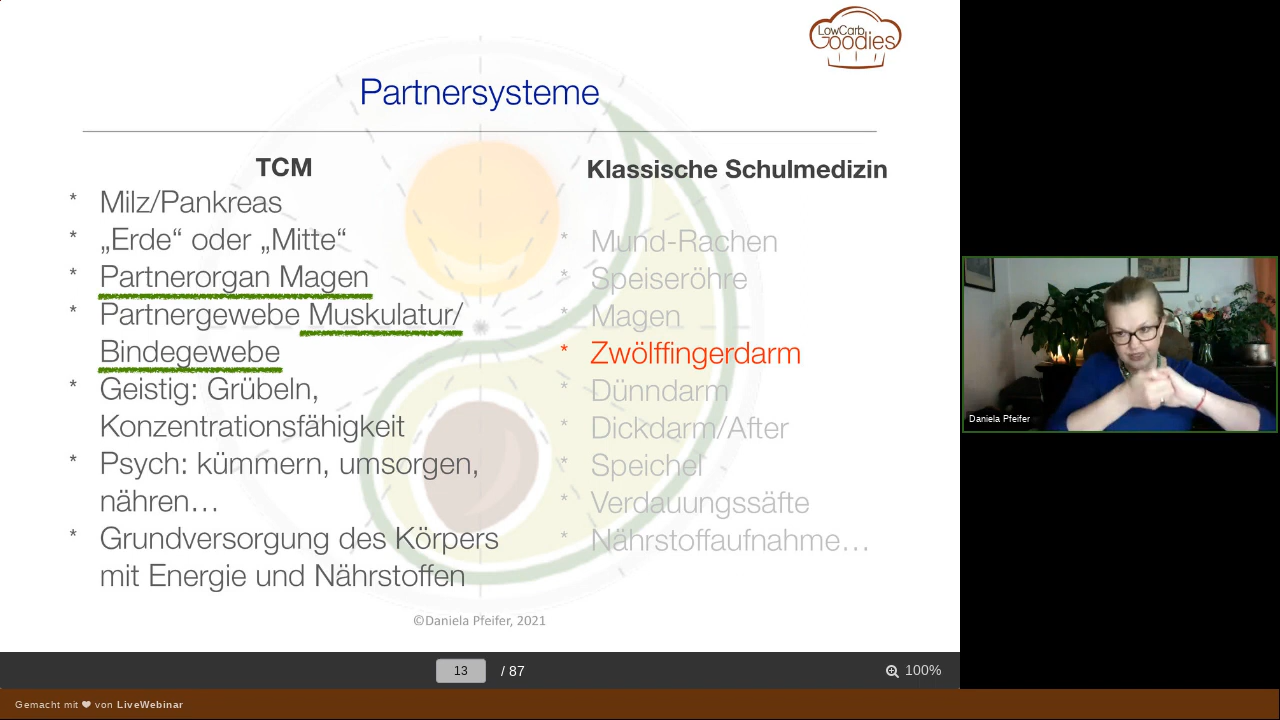 LowCarb
Goodies
Partnersysteme
TCM
* Milz/Pankreas
* „Erde“ oder „Mitte“
* Partnerorgan Magen
* Partnergewebe Muskulatur/
Bindegewebe
* Geistig: Grübeln,
Konzentrationsfähigkeit
* Psych: kümmern, umsorgen,
nähren…
* Grundversorgung des Körpers
mit Energie und Nährstoffen
Klassische Schulmedizin
* Mund-Rachen
* Speiseröhre
* Magen
* Zwölffingerdarm
* Dünndarm
* Dickdarm/After
* Speichel
* Verdauungssäfte
* Nährstoffaufnahme…
©Daniela Pfeifer, 2021
Daniela Pfeifer
13 / 87
100%
Gemacht mit ❤ von LiveWebinar